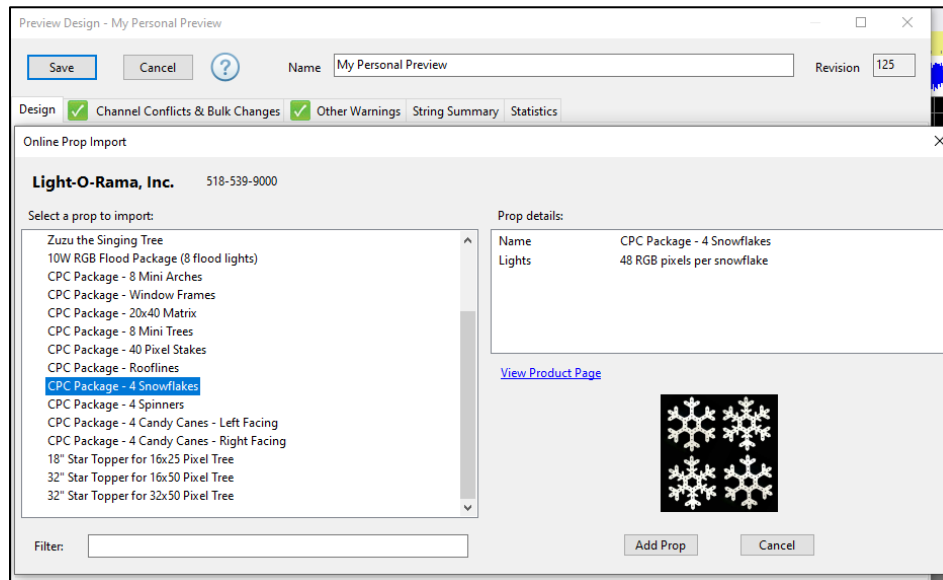 Preview Design - My Personal Preview
Save Cancel ? Name My Personal Preview Revision 125
Design Channel Conflicts & Bulk Changes Other Warnings String Summary Statistics
Online Prop Import
Light-O-Rama, Inc. 518-539-9000
Select a prop to import:
Zuzu the Singing Tree
10W RGB Flood Package (8 flood lights)
CPC Package - 8 Mini Arches
CPC Package - Window Frames
CPC Package - 20x40 Matrix
CPC Package - 8 Mini Trees
CPC Package - 40 Pixel Stakes
CPC Package - Rooflines
CPC Package - 4 Snowflakes
CPC Package - 4 Spinners
CPC Package - 4 Candy Canes - Left Facing
CPC Package - 4 Candy Canes - Right Facing
18" Star Topper for 16x25 Pixel Tree
32" Star Topper for 16x50 Pixel Tree
32" Star Topper for 32x50 Pixel Tree
Filter:
Prop details:
Name CPC Package - 4 Snowflakes
Lights 48 RGB pixels per snowflake
View Product Page
Add Prop Cancel